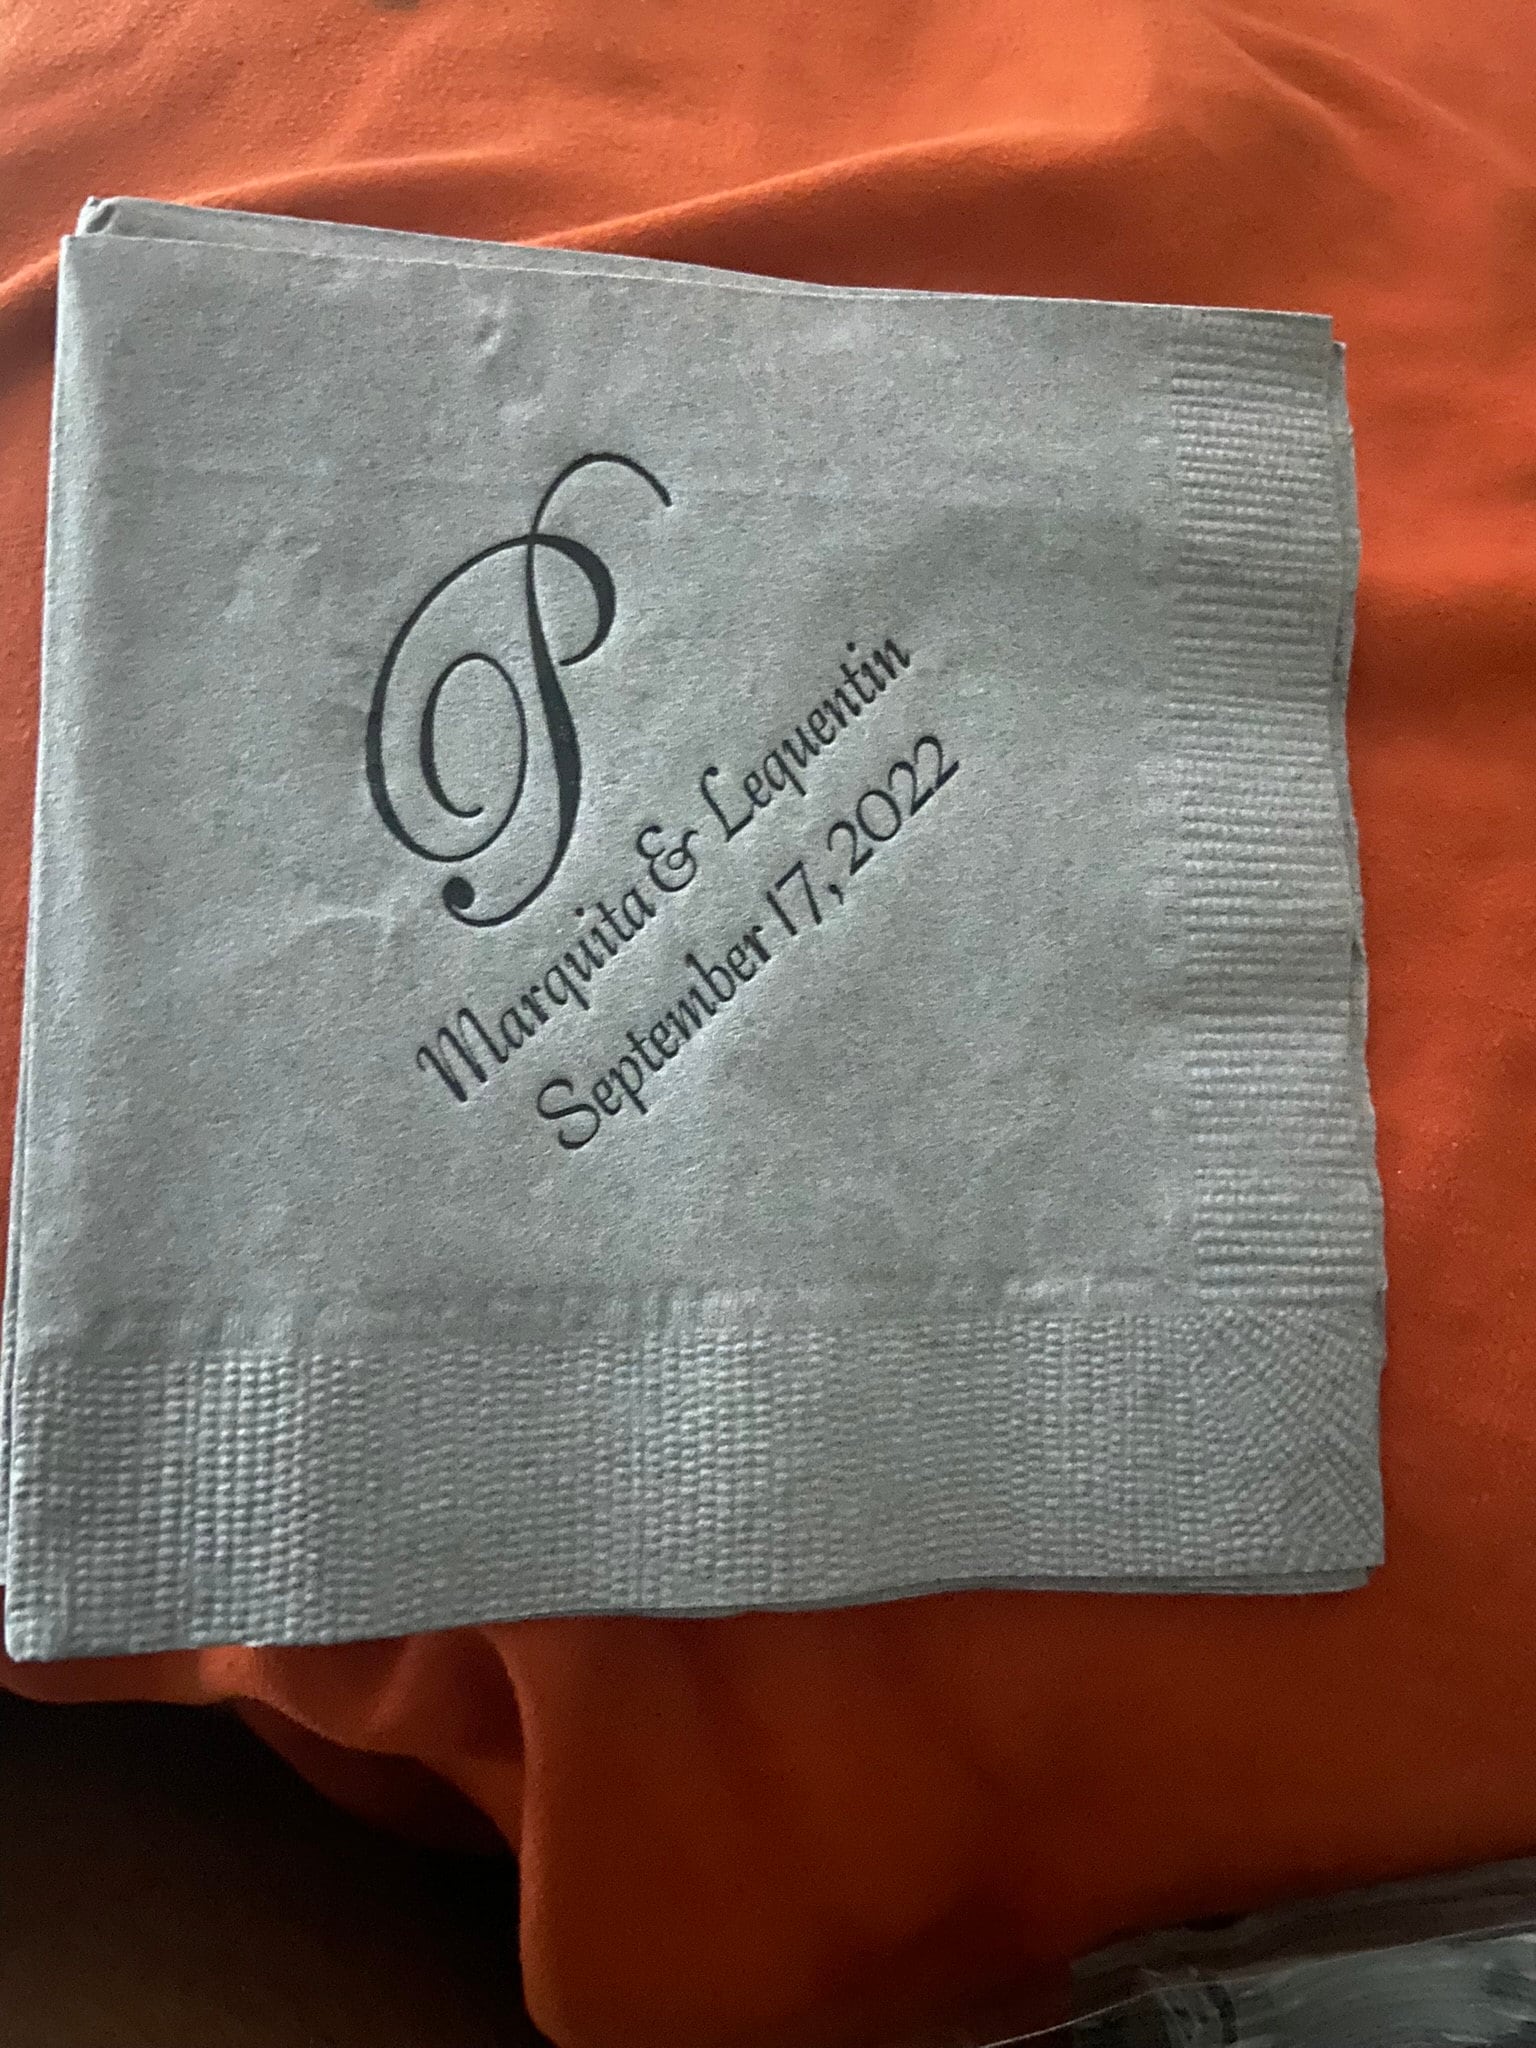 P
Marquita & Lequentin
September 17, 2022